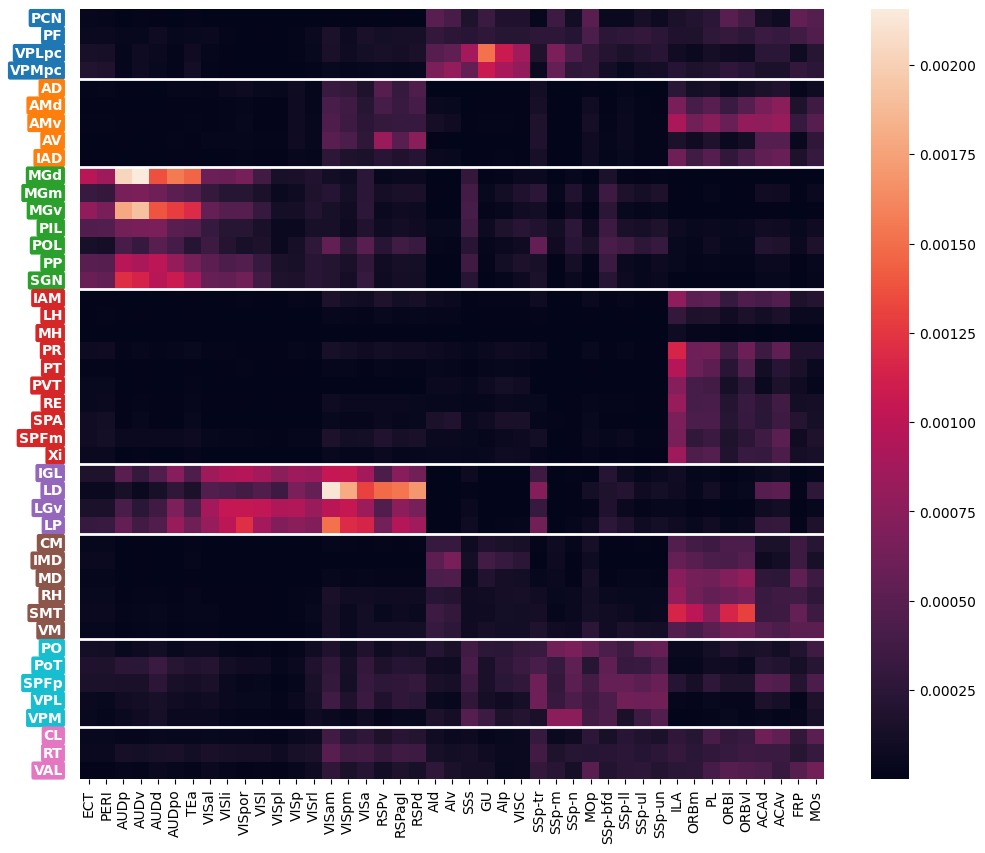 PCN
PF
VPLpc
VPMpc
AD
AMd
AMv
AV
IAD
MGd
MGm
MGv
PIL
POL
PP
SGN
IAM
LH
MH
PR
PT
PVT
RE
SPA
SPFm
Xi
IGL
LD
LGv
LP
CM
IMD
MD
RH
SMT
VM
PO
PoT
SPFp
VPL
VPM
CL
RT
VAL
ECT PERI AUDp AUDv AUDd AUDpo TEa VISal VISli VISpor VISl VISpl VISp VISrl VISam VISpm VISa RSPv RSPagl RSPd AId AIv SSs GU AIp VISC SSp-tr SSp-m SSp-n MOp SSp-bfd SSp-ll SSp-ul SSp-un ILA ORBm PL ORBl ORBvl ACAd ACAv FRP MOs
0.00200
0.00175
0.00150
0.00125
0.00100
0.00075
0.00050
0.00025